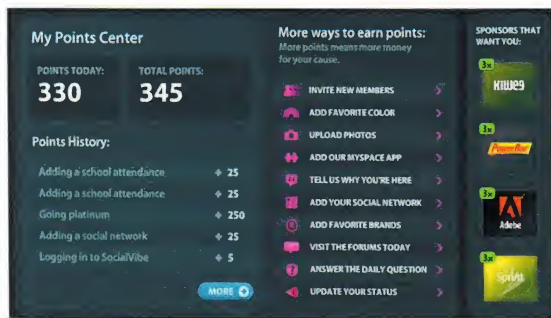 My Points Center
POINTS TODAY:
330
TOTAL POINTS:
345
Points History:
Adding a school attendance + 25
Adding a school attendance + 25
Going platinum + 250
Adding a social network + 25
Logging in to SocialVibe + 5
MORE
More ways to earn points:
More points means more money
for your cause.
INVITE NEW MEMBERS
ADD FAVORITE COLOR
UPLOAD PHOTOS
ADD OUR MYSPACE APP
TELL US WHY YOU'RE HERE
ADD YOUR SOCIAL NETWORK
ADD FAVORITE BRANDS
VISIT THE FORUMS TODAY
ANSWER THE DAILY QUESTION
UPDATE YOUR STATUS
SPONSORS THAT
WANT YOU:
3x
3x
PowerBar
3x
Adobe
3x
Sprint